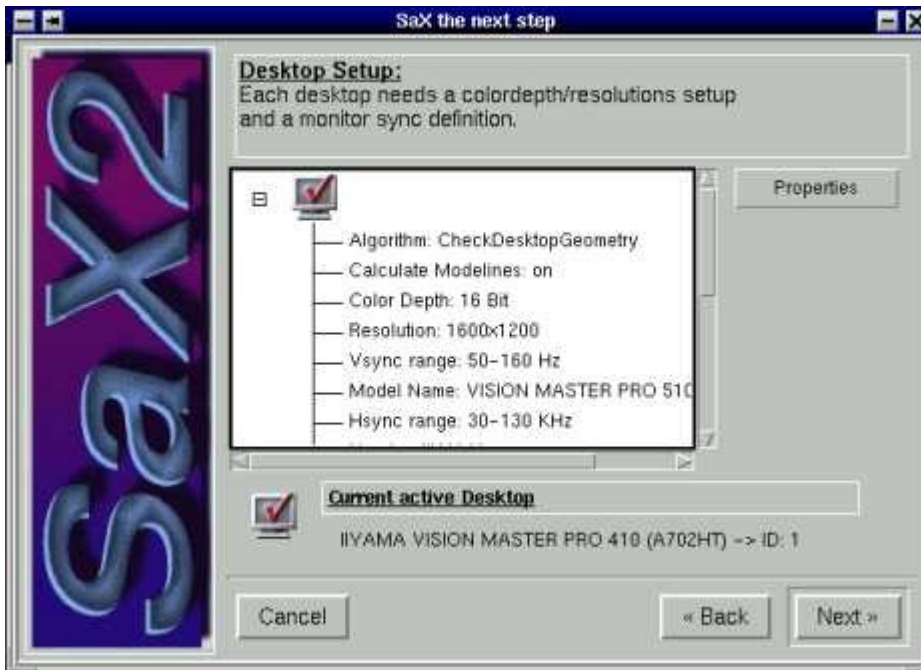 SaX the next step
SaX2
Desktop Setup:
Each desktop needs a colordepth/resolutions setup
and a monitor sync definition.
Properties
Algorithm: CheckDesktopGeometry
Calculate Modelines: on
Color Depth: 16 Bit
Resolution: 1600x1200
Vsync range: 50-160 Hz
Model Name: VISION MASTER PRO 510
Hsync range: 30-130 KHz
Current active Desktop
IIYAMA VISION MASTER PRO 410 (A702HT) -> ID: 1
Cancel
« Back
Next »